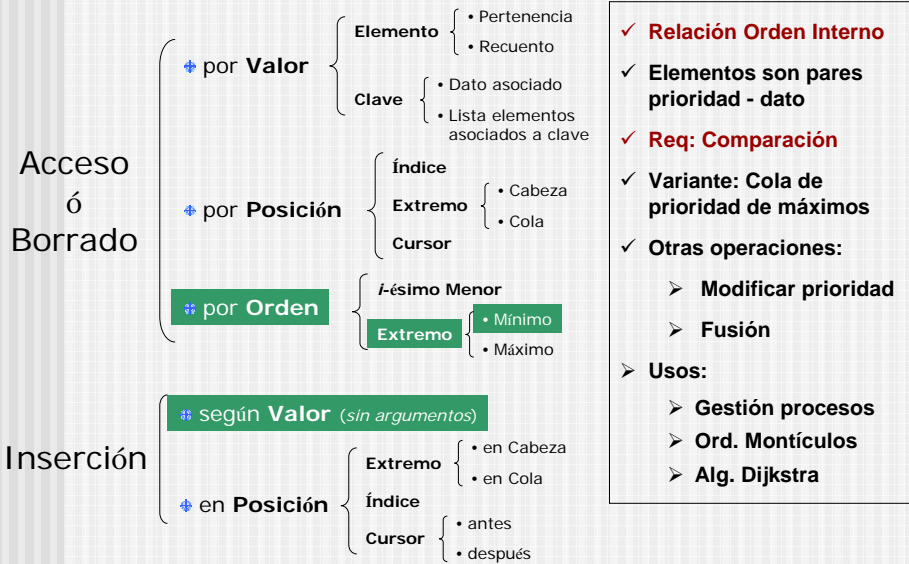 Acceso
ó
Borrado
por Valor
Elemento
• Pertenencia
• Recuento
Clave
• Dato asociado
• Lista elementos
asociados a clave
por Posición
Índice
Extremo
• Cabeza
• Cola
Cursor
por Orden
i-ésimo Menor
Extremo
• Mínimo
• Máximo
Inserción
según Valor (sin argumentos)
en Posición
Extremo
• en Cabeza
• en Cola
Índice
Cursor
• antes
• después
✓ Relación Orden Interno
✓ Elementos son pares
prioridad - dato
✓ Req: Comparación
✓ Variante: Cola de
prioridad de máximos
✓ Otras operaciones:
➢ Modificar prioridad
➢ Fusión
➢ Usos:
➢ Gestión procesos
➢ Ord. Montículos
➢ Alg. Dijkstra